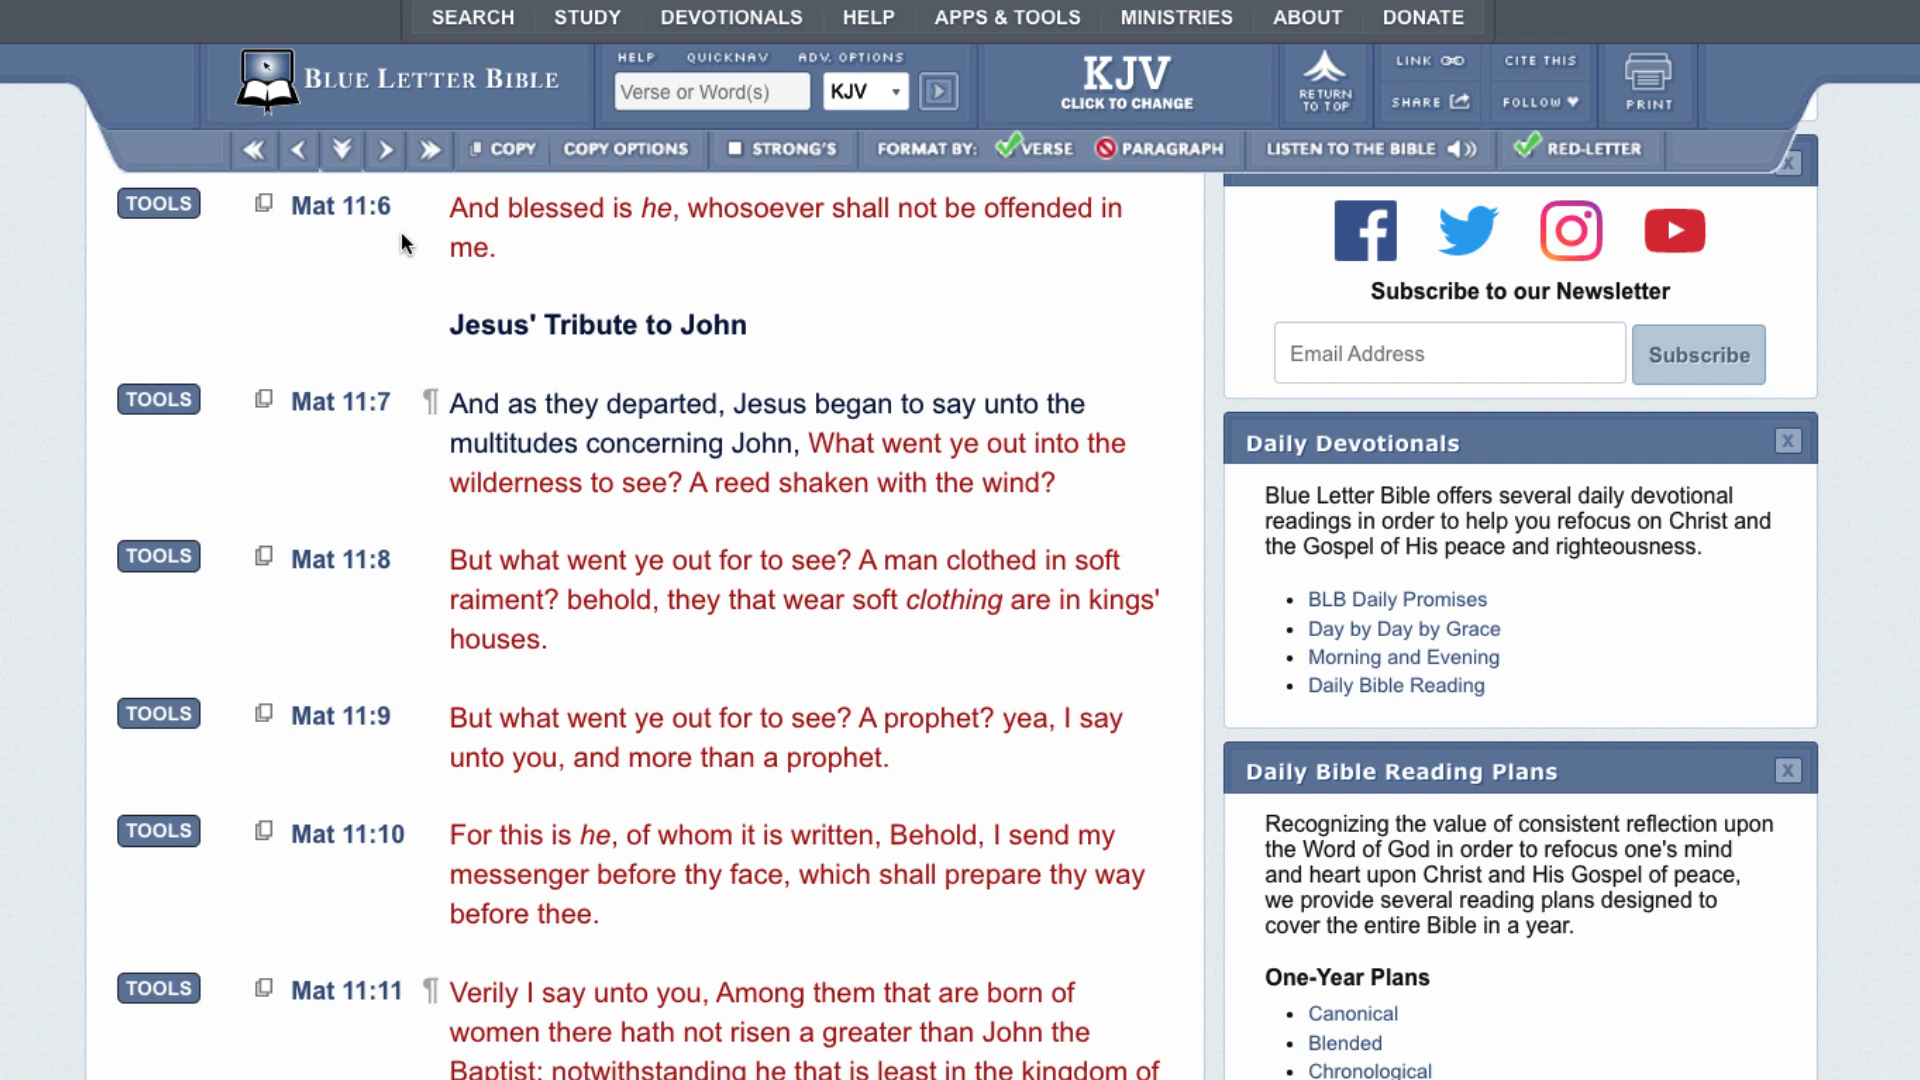 SEARCH STUDY DEVOTIONALS HELP APPS & TOOLS MINISTRIES ABOUT DONATE
BLUE LETTER BIBLE
HELP QUICKNAV ADV. OPTIONS
Verse or Word(s) KJV
KJV
CLICK TO CHANGE
RETURN
TO TOP
LINK
SHARE
CITE THIS
FOLLOW
PRINT
COPY COPY OPTIONS STRONG'S FORMAT BY: VERSE PARAGRAPH LISTEN TO THE BIBLE RED-LETTER
TOOLS Mat 11:6 And blessed is he, whosoever shall not be offended in
me.
Jesus' Tribute to John
TOOLS Mat 11:7 ¶ And as they departed, Jesus began to say unto the
multitudes concerning John, What went ye out into the
wilderness to see? A reed shaken with the wind?
TOOLS Mat 11:8 But what went ye out for to see? A man clothed in soft
raiment? behold, they that wear soft clothing are in kings'
houses.
TOOLS Mat 11:9 But what went ye out for to see? A prophet? yea, I say
unto you, and more than a prophet.
TOOLS Mat 11:10 For this is he, of whom it is written, Behold, I send my
messenger before thy face, which shall prepare thy way
before thee.
TOOLS Mat 11:11 ¶ Verily I say unto you, Among them that are born of
women there hath not risen a greater than John the
Baptist: notwithstanding he that is least in the kingdom of
X
Subscribe to our Newsletter
Email Address Subscribe
Daily Devotionals X
Blue Letter Bible offers several daily devotional
readings in order to help you refocus on Christ and
the Gospel of His peace and righteousness.
• BLB Daily Promises
• Day by Day by Grace
• Morning and Evening
• Daily Bible Reading
Daily Bible Reading Plans X
Recognizing the value of consistent reflection upon
the Word of God in order to refocus one's mind
and heart upon Christ and His Gospel of peace,
we provide several reading plans designed to
cover the entire Bible in a year.
One-Year Plans
• Canonical
• Blended
• Chronological